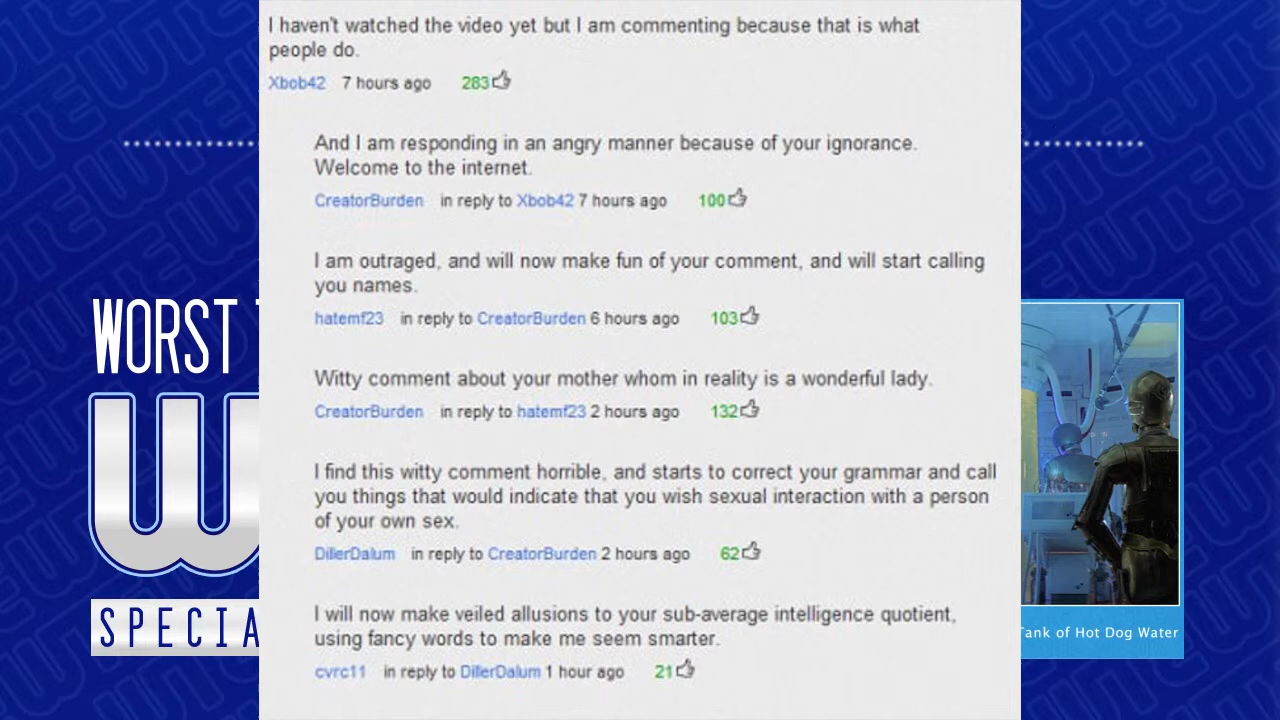 I haven't watched the video yet but I am commenting because that is what
people do.
Xbob42 7 hours ago 283
And I am responding in an angry manner because of your ignorance.
Welcome to the internet.
CreatorBurden in reply to Xbob42 7 hours ago 100
I am outraged, and will now make fun of your comment, and will start calling
you names.
hatemf23 in reply to CreatorBurden 6 hours ago 103
Witty comment about your mother whom in reality is a wonderful lady.
CreatorBurden in reply to hatemf23 2 hours ago 132
I find this witty comment horrible, and starts to correct your grammar and call
you things that would indicate that you wish sexual interaction with a person
of your own sex.
DillerDalum in reply to CreatorBurden 2 hours ago 62
I will now make veiled allusions to your sub-average intelligence quotient,
using fancy words to make me seem smarter.
cvrc11 in reply to DillerDalum 1 hour ago 21
WORST
W
SPECIA
Tank of Hot Dog Water